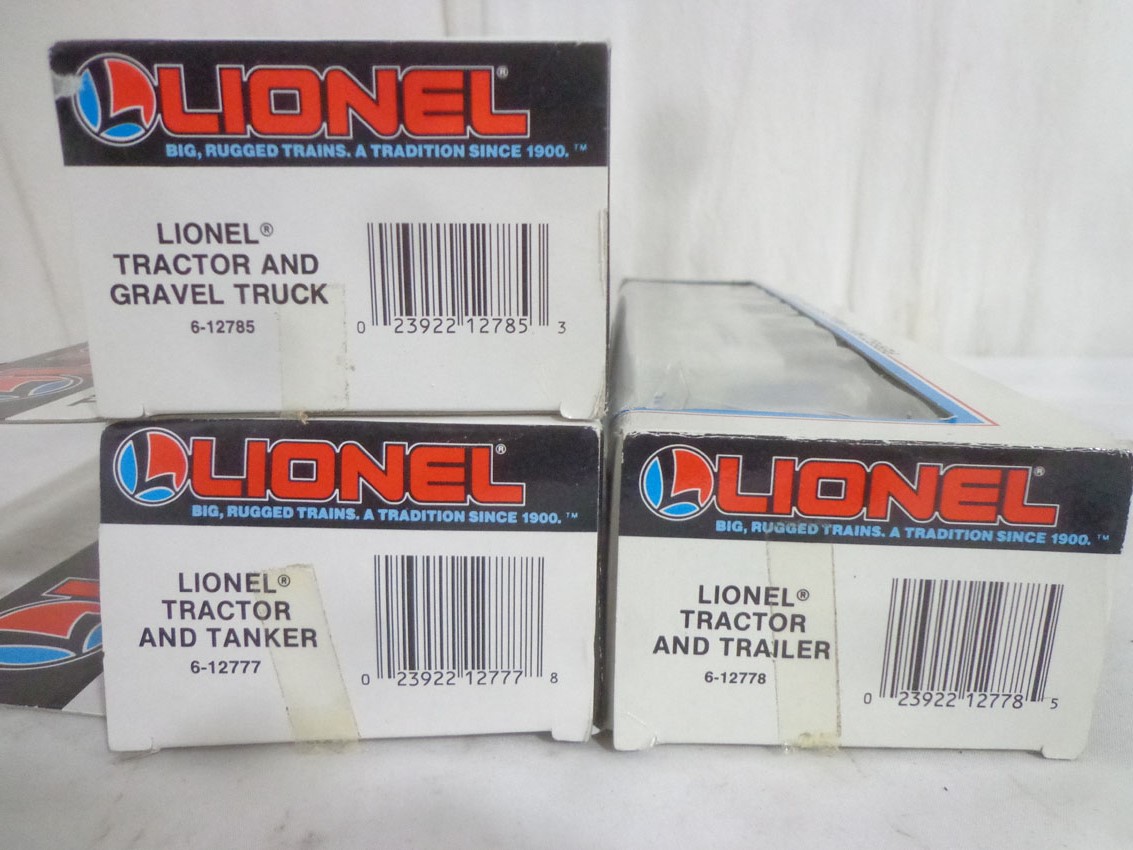 LIONEL®
BIG, RUGGED TRAINS. A TRADITION SINCE 1900.™
LIONEL®
TRACTOR AND
GRAVEL TRUCK
6-12785
0 23922 12785 3
LIONEL®
BIG, RUGGED TRAINS. A TRADITION SINCE 1900.™
LIONEL®
TRACTOR
AND TANKER
6-12777
0 23922 12777 8
LIONEL®
BIG, RUGGED TRAINS. A TRADITION SINCE 1900.™
LIONEL®
TRACTOR
AND TRAILER
6-12778
0 23922 12778 5